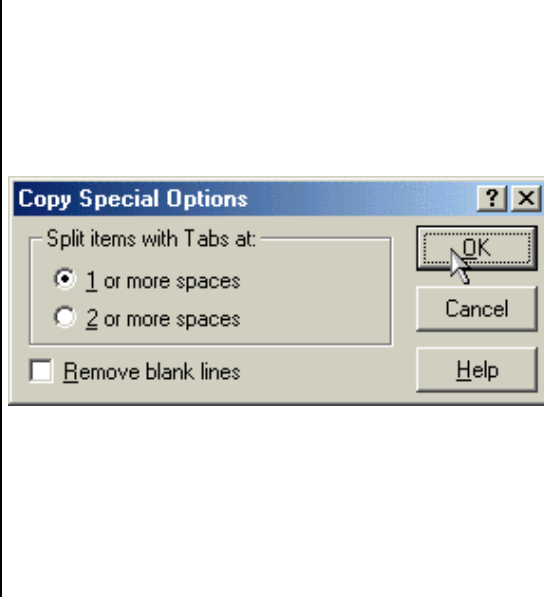 Copy Special Options
Split items with Tabs at:
1 or more spaces
2 or more spaces
Remove blank lines
OK
Cancel
Help